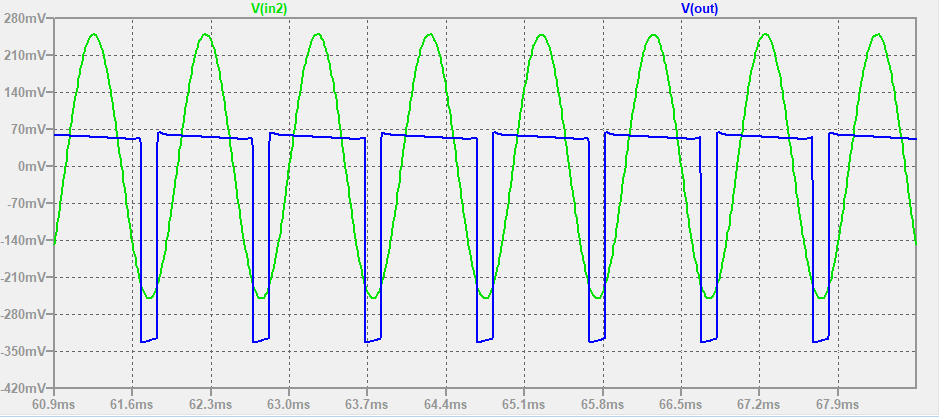 V(in2) V(out)
280mV
210mV
140mV
70mV
0mV
-70mV
-140mV
-210mV
-280mV
-350mV
-420mV
60.9ms 61.6ms 62.3ms 63.0ms 63.7ms 64.4ms 65.1ms 65.8ms 66.5ms 67.2ms 67.9ms